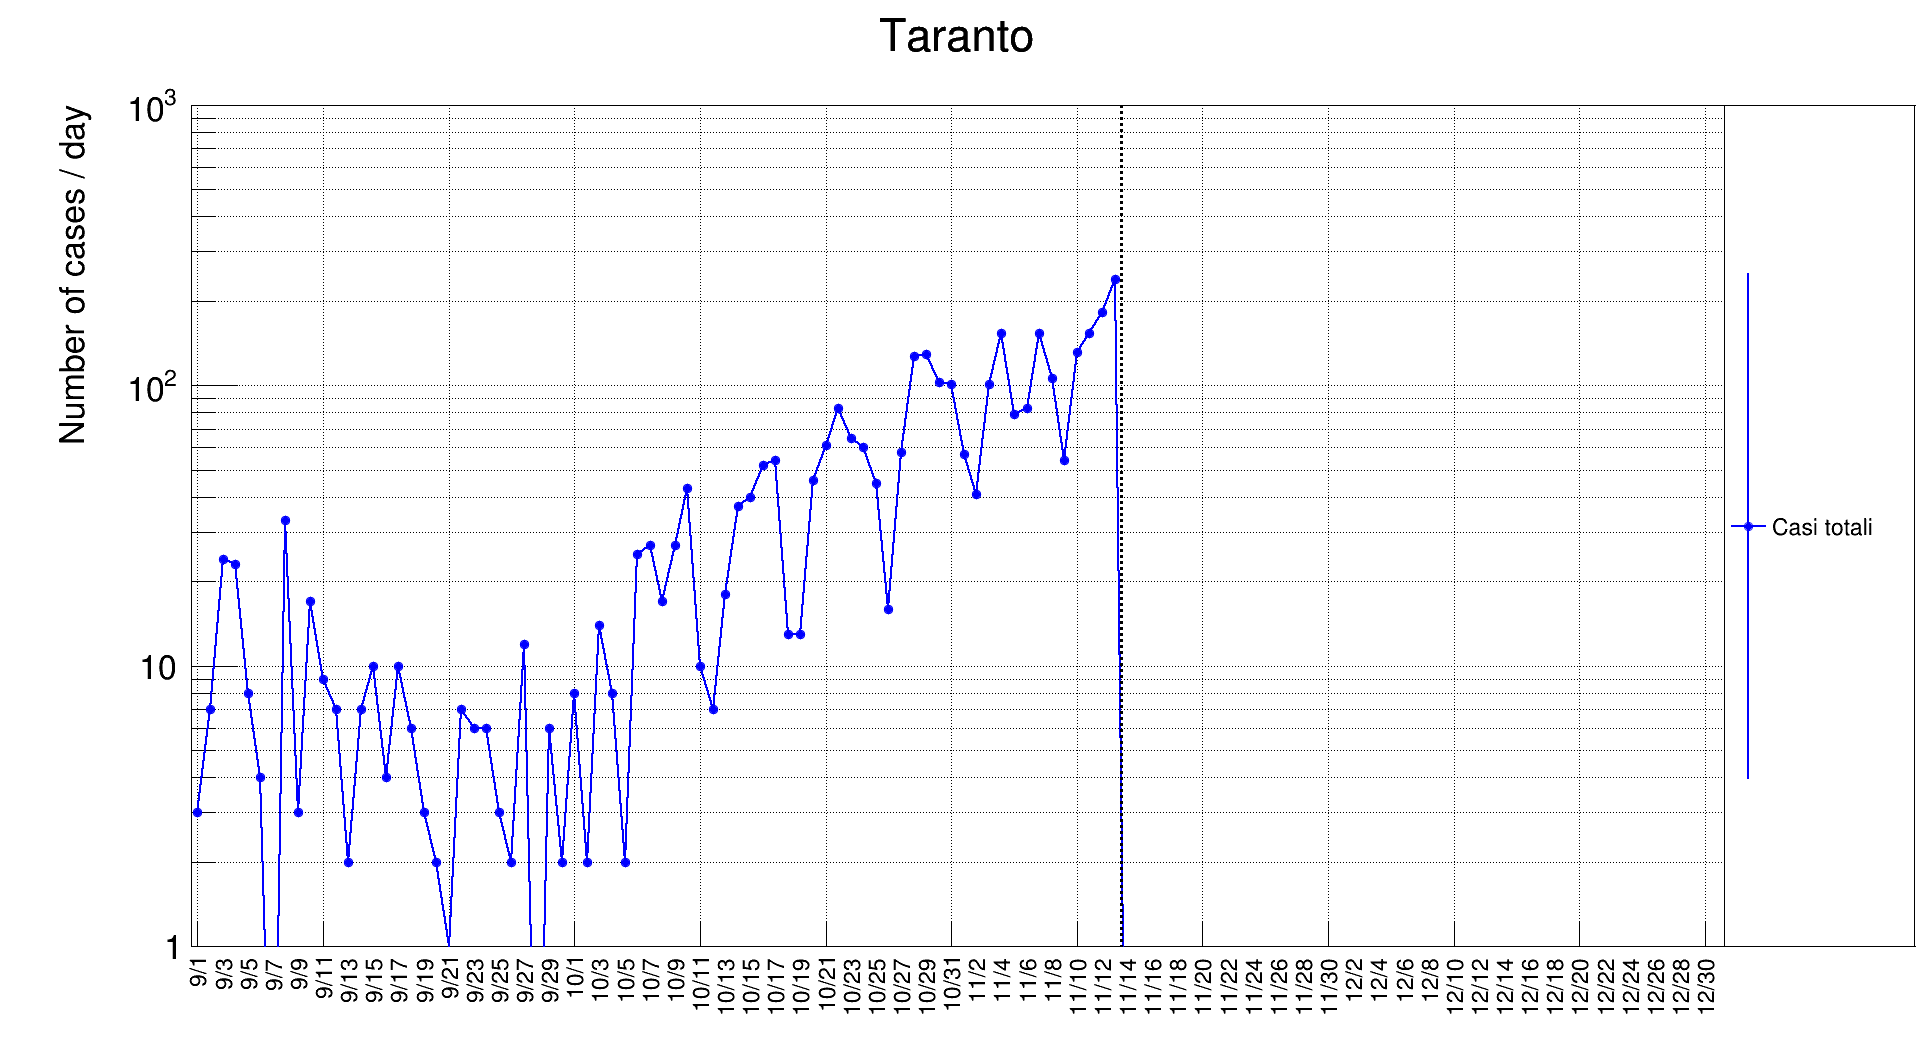 Taranto
Number of cases / day
10³
10²
10
1
9/1 9/3 9/5 9/7 9/9 9/11 9/13 9/15 9/17 9/19 9/21 9/23 9/25 9/27 9/29 10/1 10/3 10/5 10/7 10/9 10/11 10/13 10/15 10/17 10/19 10/21 10/23 10/25 10/27 10/29 10/31 11/2 11/4 11/6 11/8 11/10 11/12 11/14 11/16 11/18 11/20 11/22 11/24 11/26 11/28 11/30 12/2 12/4 12/6 12/8 12/10 12/12 12/14 12/16 12/18 12/20 12/22 12/24 12/26 12/28 12/30
Casi totali